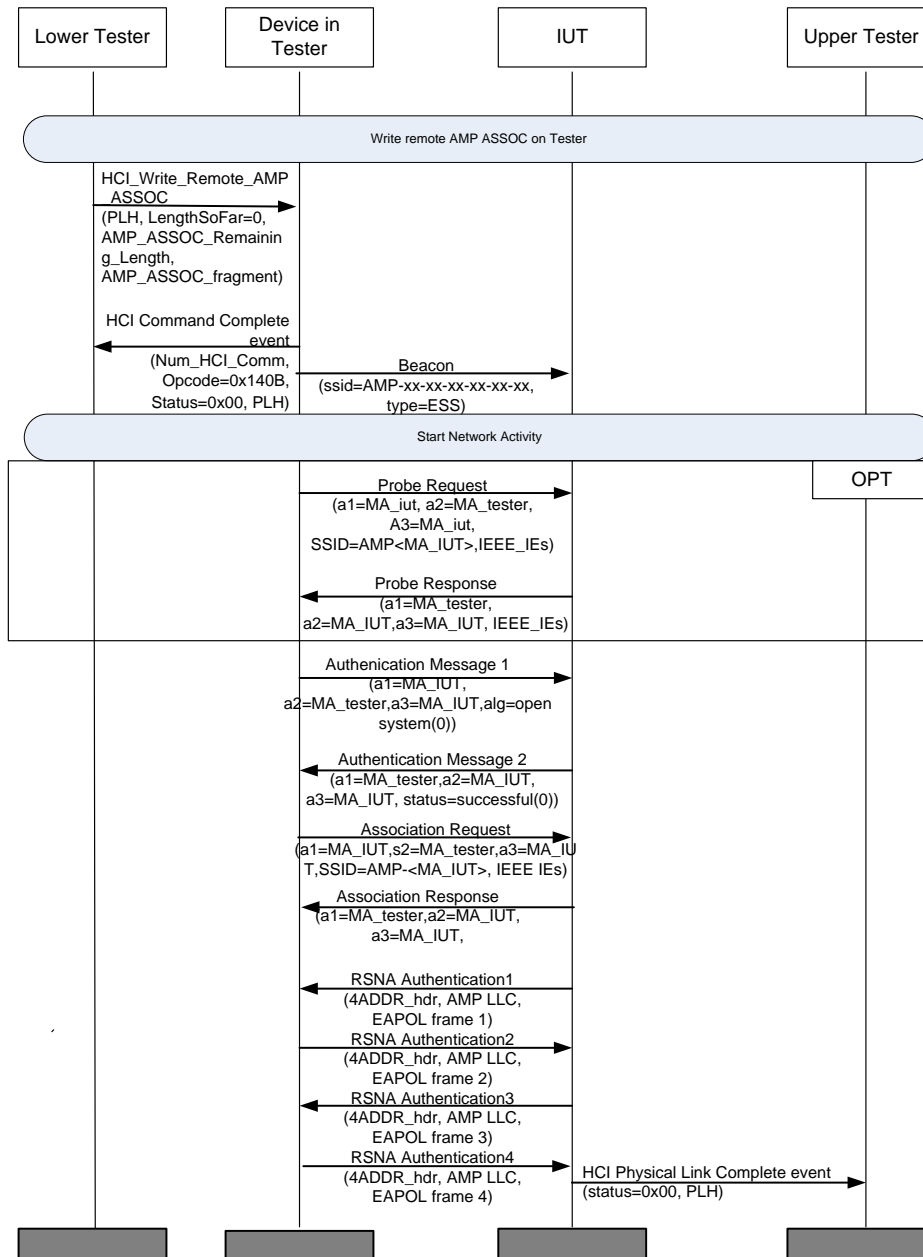 Lower Tester
Device in
Tester
IUT
Upper Tester
Write remote AMP ASSOC on Tester
HCI_Write_Remote_AMP
_ASSOC
(PLH, LengthSoFar=0,
AMP_ASSOC_Remainin
g_Length,
AMP_ASSOC_fragment)
HCI Command Complete
event
(Num_HCI_Comm,
Opcode=0x140B,
Status=0x00, PLH)
Beacon
(ssid=AMP-xx-xx-xx-xx-xx-xx,
type=ESS)
Start Network Activity
OPT
Probe Request
(a1=MA_iut, a2=MA_tester,
A3=MA_iut,
SSID=AMP<MA_IUT>,IEEE_IEs)
Probe Response
(a1=MA_tester,
a2=MA_IUT,a3=MA_IUT, IEEE_IEs)
Authenication Message 1
(a1=MA_IUT,
a2=MA_tester,a3=MA_IUT,alg=open
system(0))
Authentication Message 2
(a1=MA_tester,a2=MA_IUT,
a3=MA_IUT, status=successful(0))
Association Request
(a1=MA_IUT,s2=MA_tester,a3=MA_IU
T,SSID=AMP-<MA_IUT>, IEEE IEs)
Association Response
(a1=MA_tester,a2=MA_IUT,
a3=MA_IUT,
RSNA Authentication1
(4ADDR_hdr, AMP LLC,
EAPOL frame 1)
RSNA Authentication2
(4ADDR_hdr, AMP LLC,
EAPOL frame 2)
RSNA Authentication3
(4ADDR_hdr, AMP LLC,
EAPOL frame 3)
RSNA Authentication4
(4ADDR_hdr, AMP LLC,
EAPOL frame 4)
HCI Physical Link Complete event
(status=0x00, PLH)